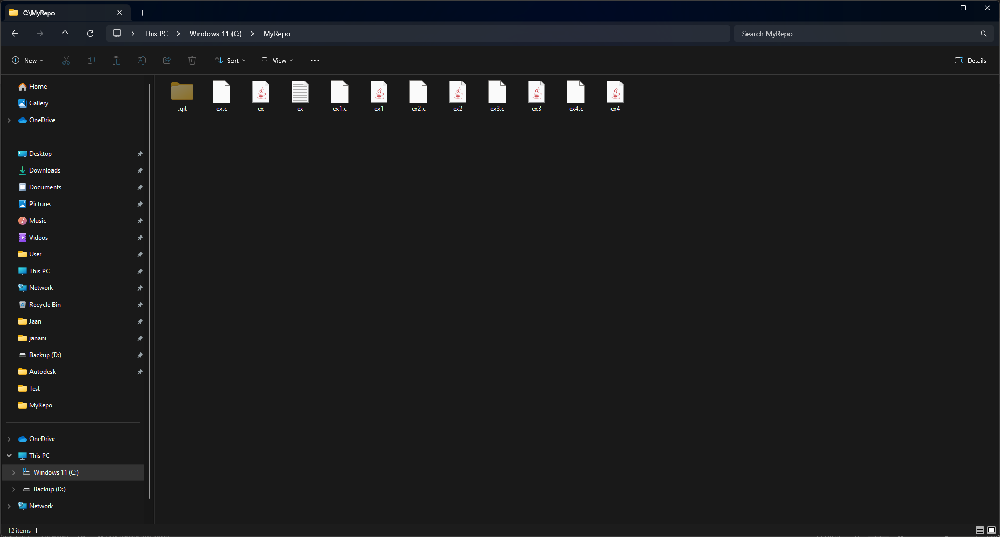 C:\MyRepo
This PC > Windows 11 (C:) > MyRepo
Search MyRepo
New
Sort
View
Details
Home
Gallery
OneDrive
Desktop
Downloads
Documents
Pictures
Music
Videos
User
This PC
Network
Recycle Bin
Jaan
janani
Backup (D:)
Autodesk
Test
MyRepo
OneDrive
This PC
Windows 11 (C:)
Backup (D:)
Network
.git ex.c ex ex ex1.c ex1 ex2.c ex2 ex3.c ex3 ex4.c ex4
12 items